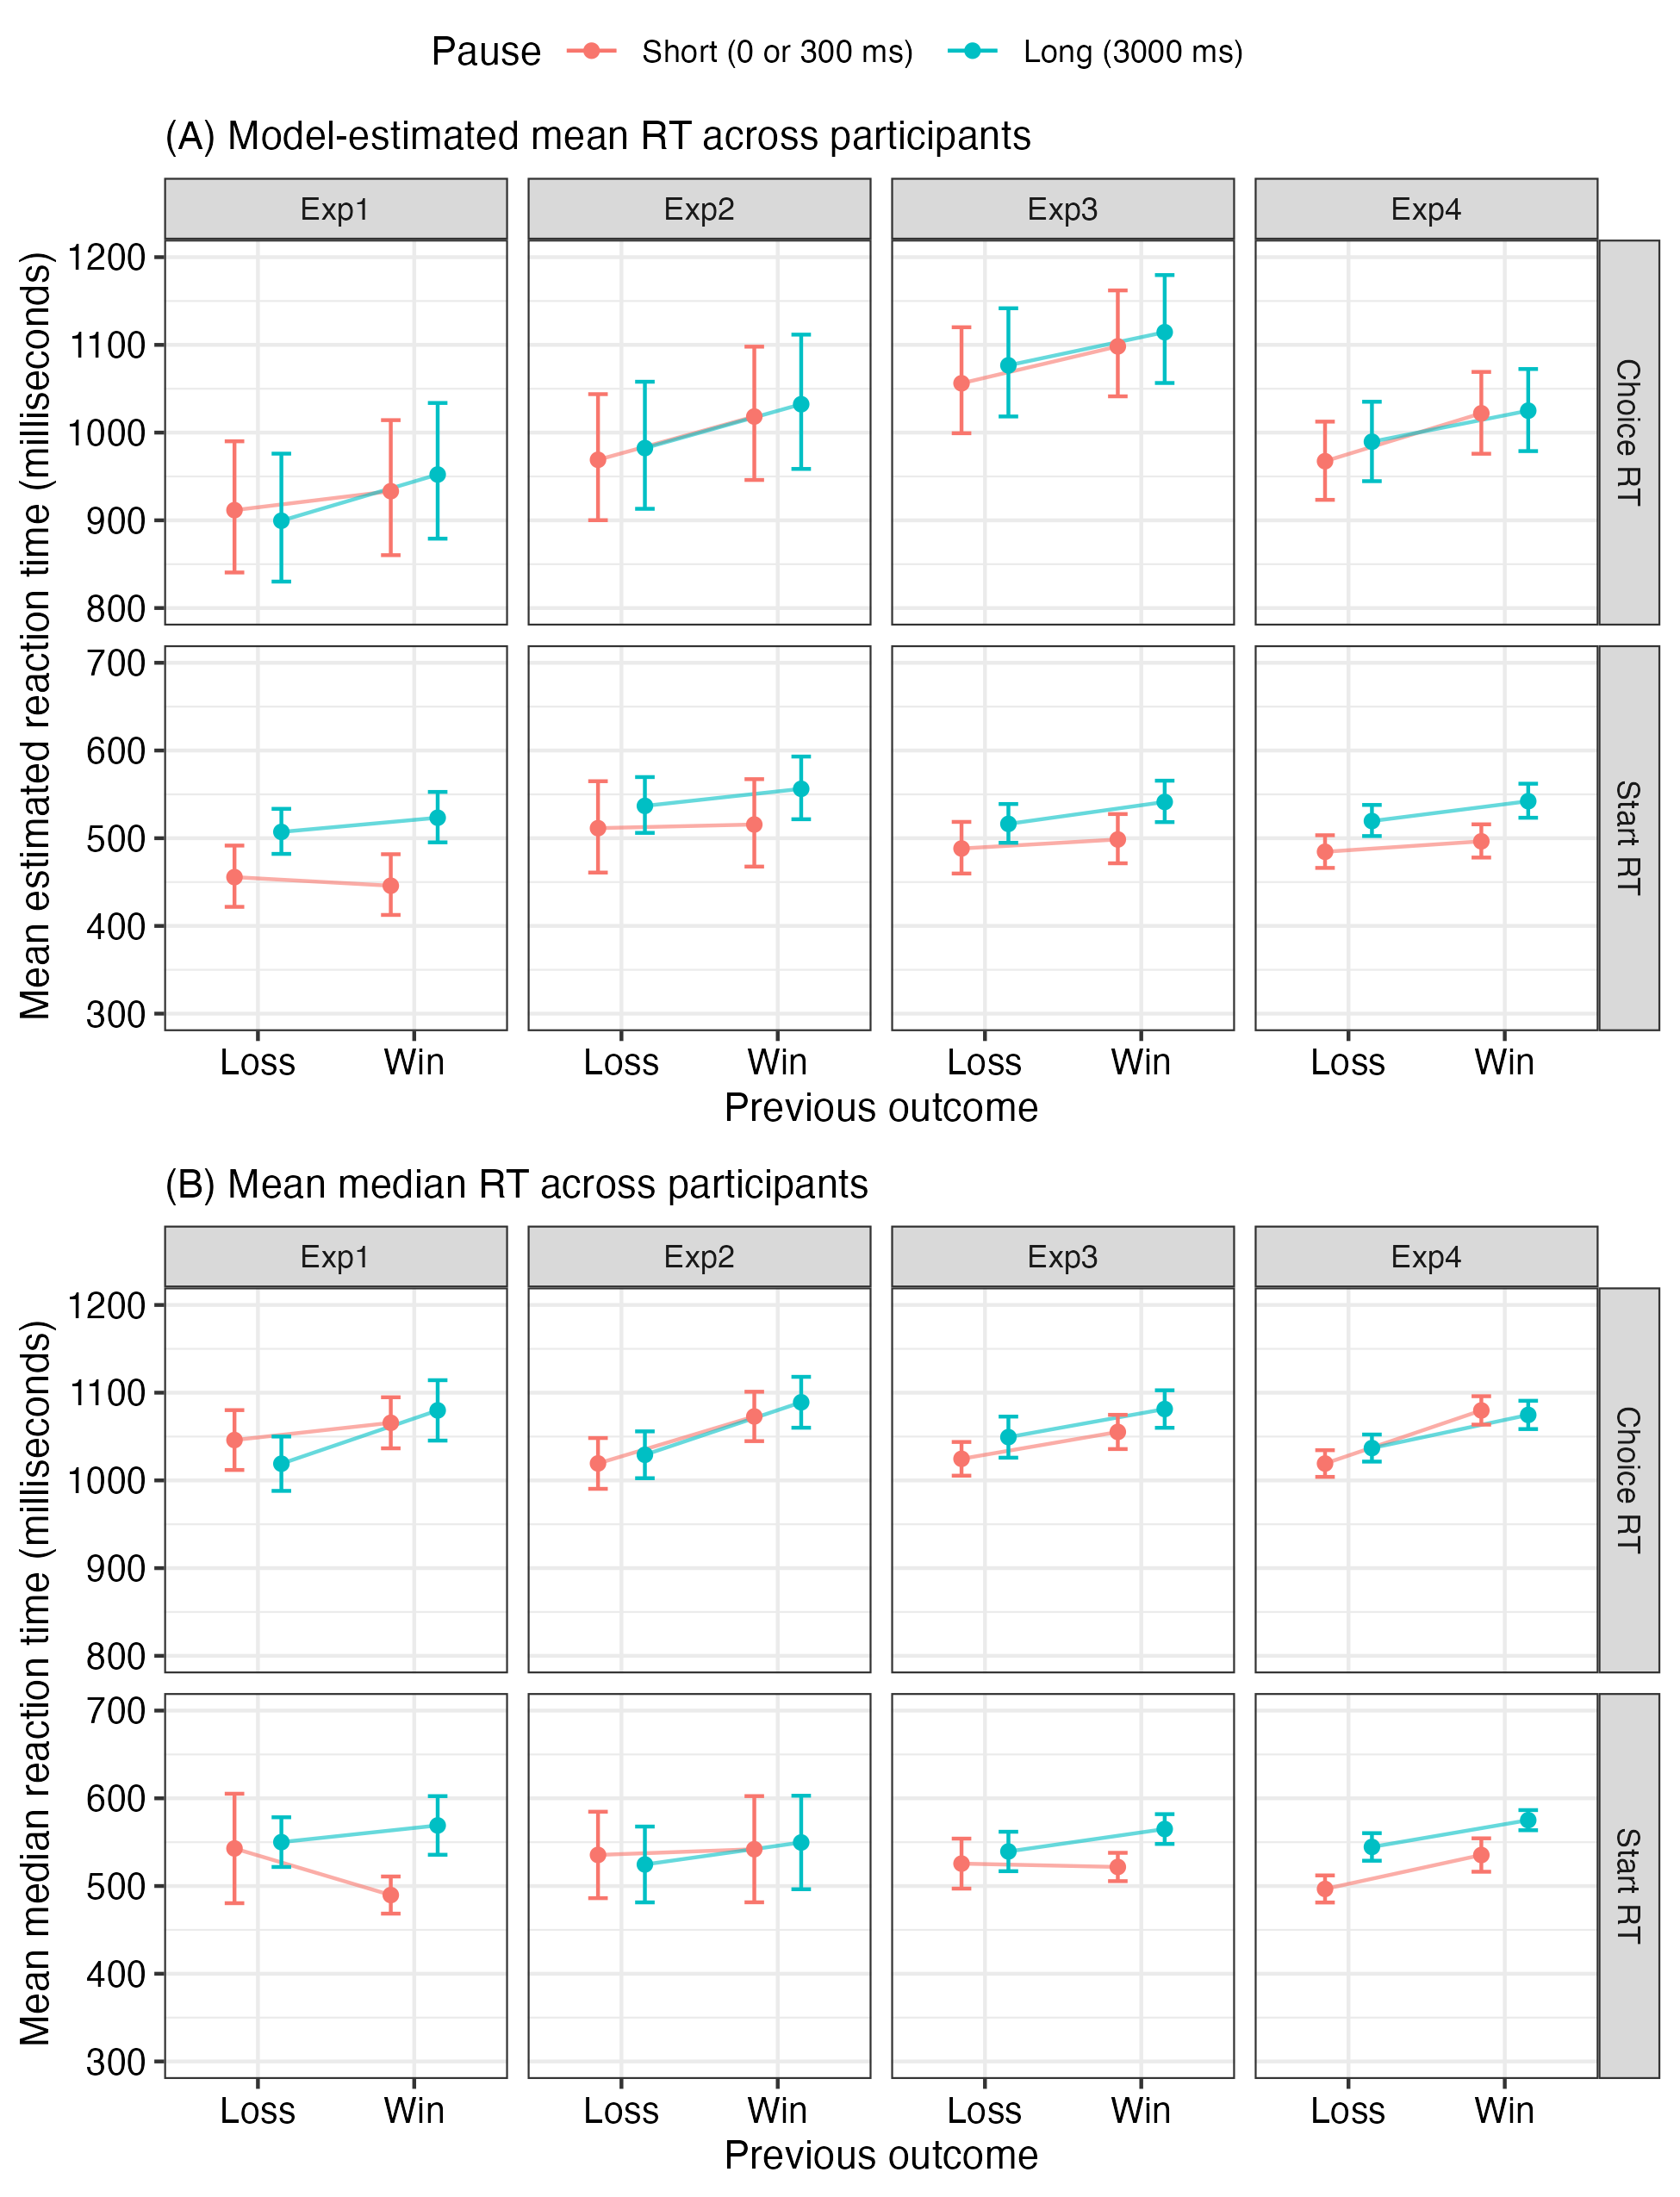 Pause Short (0 or 300 ms) Long (3000 ms)
(A) Model-estimated mean RT across participants
Exp1 Exp2 Exp3 Exp4
Mean estimated reaction time (milliseconds)
1200
1100
1000
900
800
Choice RT
700
600
500
400
300
Start RT
Loss Win Loss Win Loss Win Loss Win
Previous outcome
(B) Mean median RT across participants
Exp1 Exp2 Exp3 Exp4
Mean median reaction time (milliseconds)
1200
1100
1000
900
800
Choice RT
700
600
500
400
300
Start RT
Loss Win Loss Win Loss Win Loss Win
Previous outcome